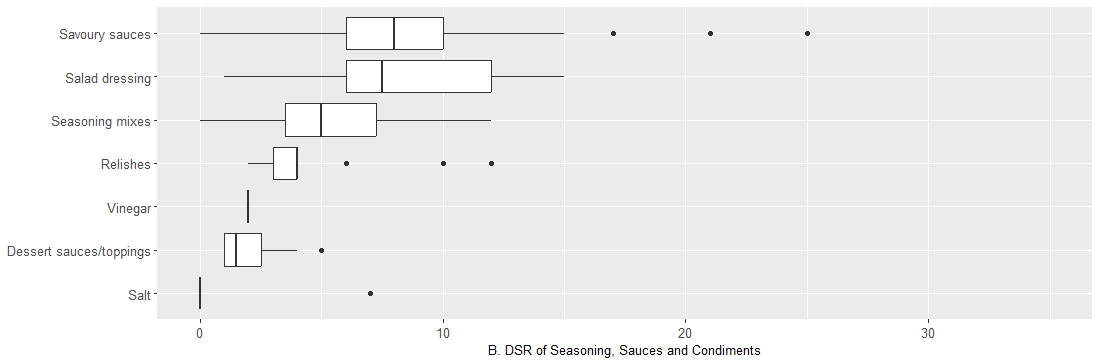 Savoury sauces
Salad dressing
Seasoning mixes
Relishes
Vinegar
Dessert sauces/toppings
Salt
0 10 20 30
B. DSR of Seasoning, Sauces and Condiments